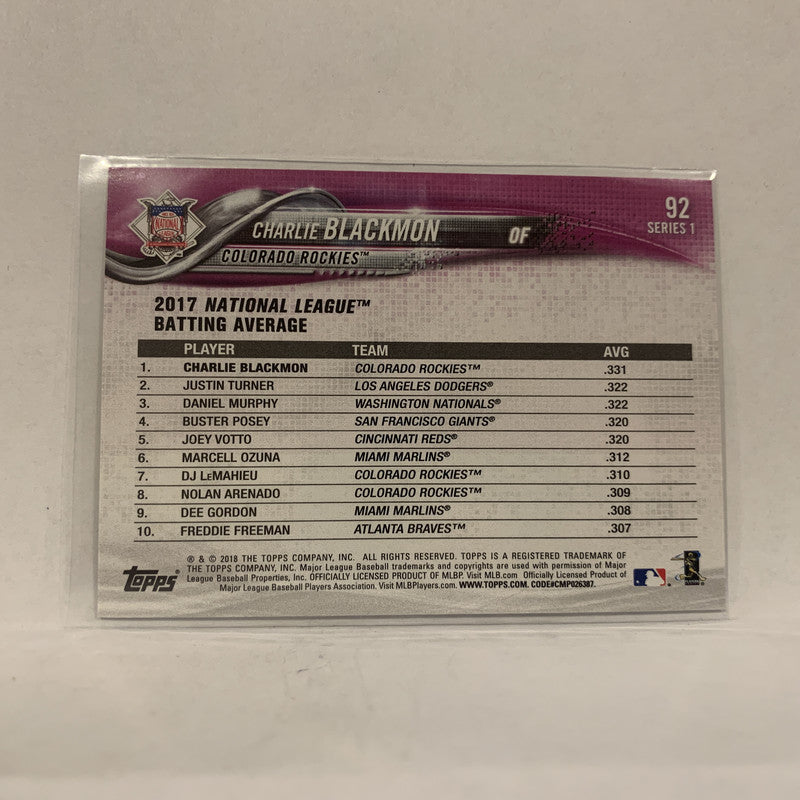 NATIONAL LEAGUE
CHARLIE BLACKMON OF
COLORADO ROCKIES™
92
SERIES 1
2017 NATIONAL LEAGUE™
BATTING AVERAGE
PLAYER TEAM AVG
1. CHARLIE BLACKMON COLORADO ROCKIES™ .331
2. JUSTIN TURNER LOS ANGELES DODGERS® .322
3. DANIEL MURPHY WASHINGTON NATIONALS® .322
4. BUSTER POSEY SAN FRANCISCO GIANTS® .320
5. JOEY VOTTO CINCINNATI REDS® .320
6. MARCELL OZUNA MIAMI MARLINS® .312
7. DJ LEMAHIEU COLORADO ROCKIES™ .310
8. NOLAN ARENADO COLORADO ROCKIES™ .309
9. DEE GORDON MIAMI MARLINS® .308
10. FREDDIE FREEMAN ATLANTA BRAVES™ .307
Topps
® & © 2018 THE TOPPS COMPANY, INC. ALL RIGHTS RESERVED. TOPPS IS A REGISTERED TRADEMARK OF
THE TOPPS COMPANY, INC. Major League Baseball trademarks and copyrights are used with permission of Major
League Baseball Properties, Inc. OFFICIALLY LICENSED PRODUCT OF MLBP. Visit MLB.com Officially Licensed Product of
Major League Baseball Players Association. Visit MLBPlayers.com. WWW.TOPPS.COM. CODE#CMP026387.